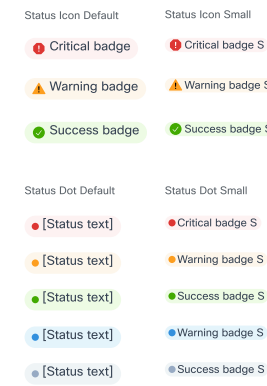 Status Icon Default
Status Icon Small
Critical badge
Critical badge S
Warning badge
Warning badge S
Success badge
Success badge S
Status Dot Default
Status Dot Small
[Status text]
Critical badge S
[Status text]
Warning badge S
[Status text]
Success badge S
[Status text]
Warning badge S
[Status text]
Success badge S